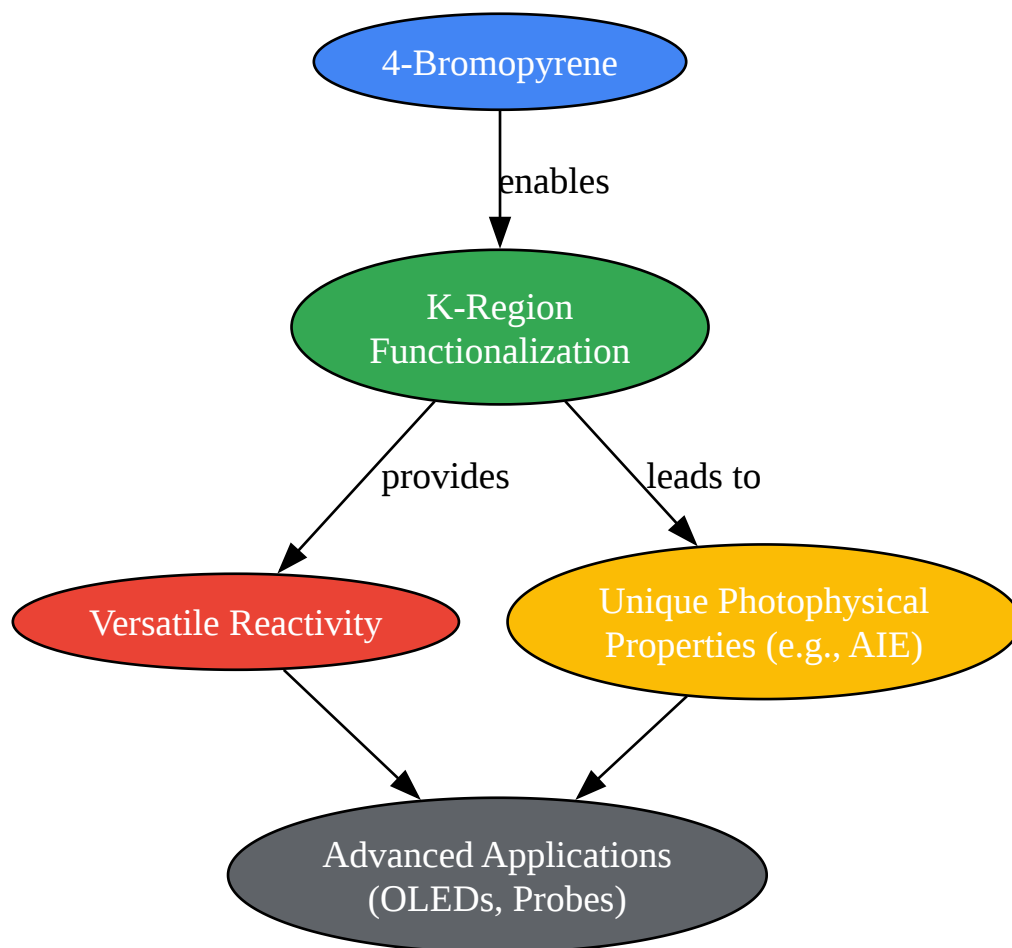 4-Bromopyrene
enables
K-Region
Functionalization
provides
leads to
Versatile Reactivity
Unique Photophysical
Properties (e.g., AIE)
Advanced Applications
(OLEDs, Probes)